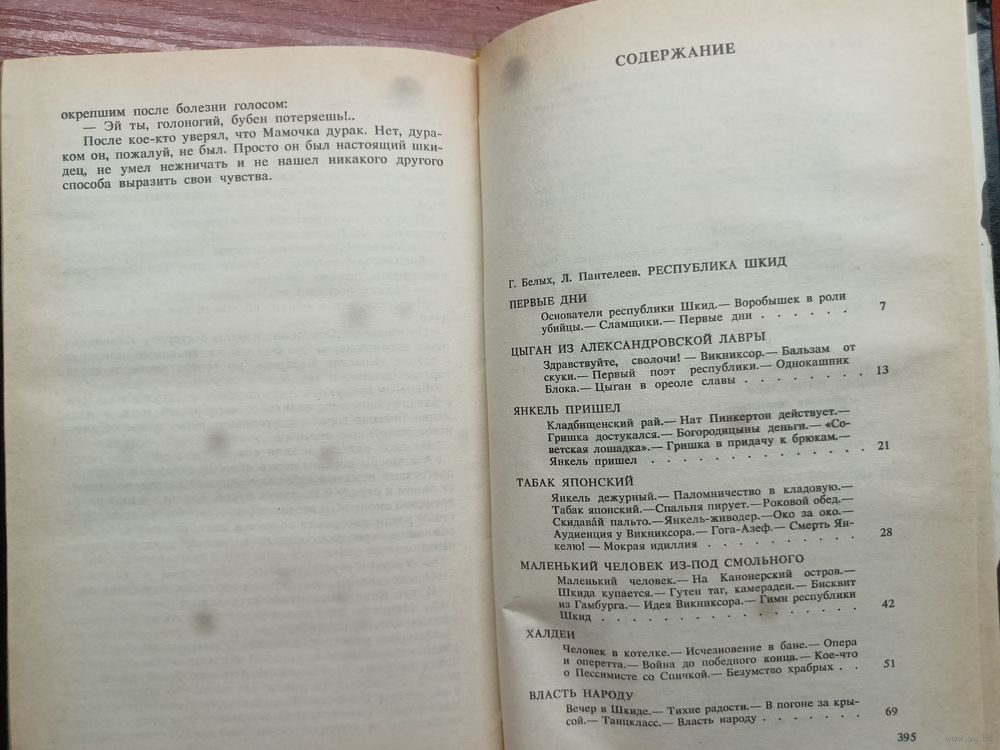 окрепшим после болезни голосом:
— Эй ты, голоногий, бубен потеряешь!..
После кое-кто уверял, что Мамочка дурак. Нет, дура-
ком он, пожалуй, не был. Просто он был настоящий шки-
дец, не умел нежничать и не нашел никакого другого
способа выразить свои чувства.
СОДЕРЖАНИЕ
Г. Белых, Л. Пантелеев. РЕСПУБЛИКА ШКИД
ПЕРВЫЕ ДНИ
Основатели республики Шкид.— Воробышек в роли
убийцы.— Сламщики.— Первые дни . . . . . . 7
ЦЫГАН ИЗ АЛЕКСАНДРОВСКОЙ ЛАВРЫ
Здравствуйте, сволочи! — Викниксор.— Бальзам от
скуки.— Первый поэт республики.— Однокашник
Блока.— Цыган в ореоле славы . . . . . . . . 13
ЯНКЕЛЬ ПРИШЕЛ
Кладбищенский рай.— Нат Пинкертон действует.—
Гришка достукался.— Богородицыны деньги.— «Со-
ветская лошадка».— Гришка в придачу к брюкам.—
Янкель пришел . . . . . . . . . . . . . 21
ТАБАК ЯПОНСКИЙ
Янкель дежурный.— Паломничество в кладовую.—
Табак японский.—Спальня пирует.— Роковой обед.—
Скидавай пальто.—Янкель-живодер.—Око за око.—
Аудиенция у Викниксора.— Гога-Азеф.— Смерть Ян-
келю! — Мокрая идиллия . . . . . . . . . . 28
МАЛЕНЬКИЙ ЧЕЛОВЕК ИЗ-ПОД СМОЛЬНОГО
Маленький человек.— На Канонерский остров.—
Шкида купается.— Гутен таг, камераден.— Бисквит
из Гамбурга.— Идея Викниксора.— Гимн республики
Шкид . . . . . . . . . . . . . . . . 42
ХАЛДЕИ
Человек в котелке.— Исчезновение в бане.— Опера
и оперетта.— Война до победного конца.— Кое-что
о Пессимисте со Спичкой.— Безумство храбрых . . 51
ВЛАСТЬ НАРОДУ
Вечер в Шкиде.— Тихие радости.— В погоне за кры-
сой.— Танцкласс.— Власть народу . . . . . . . 69
395
www.ay.by